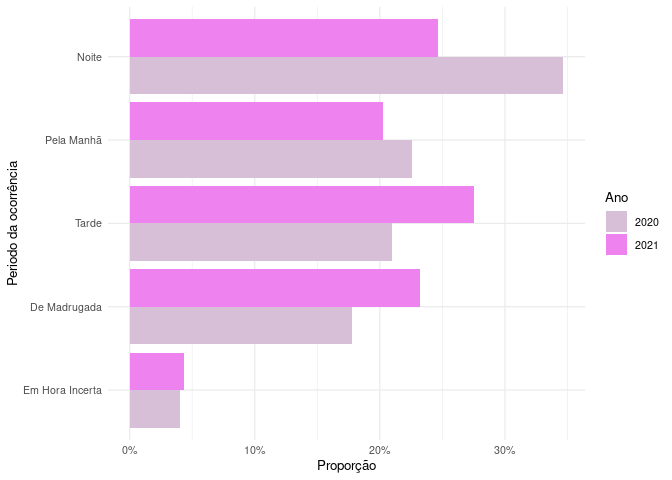 Noite
Pela Manhã
Tarde
De Madrugada
Em Hora Incerta
Periodo da ocorrência
0% 10% 20% 30%
Proporção
Ano
2020
2021